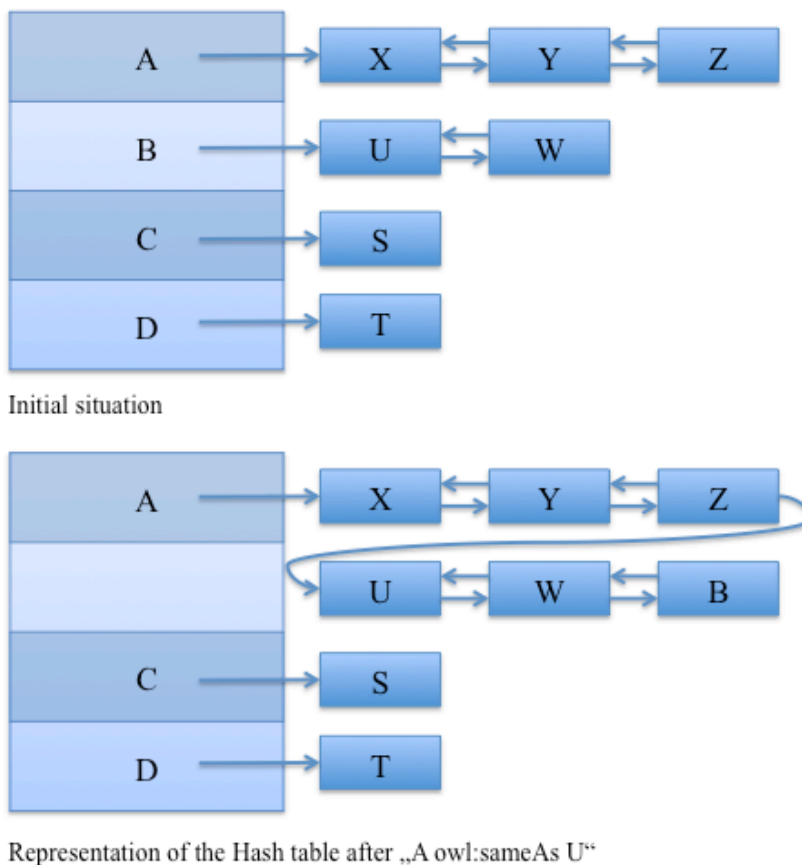 A X Y Z
B U W
C S
D T
Initial situation
A X Y Z
U W B
C S
D T
Representation of the Hash table after „A owl:sameAs U“